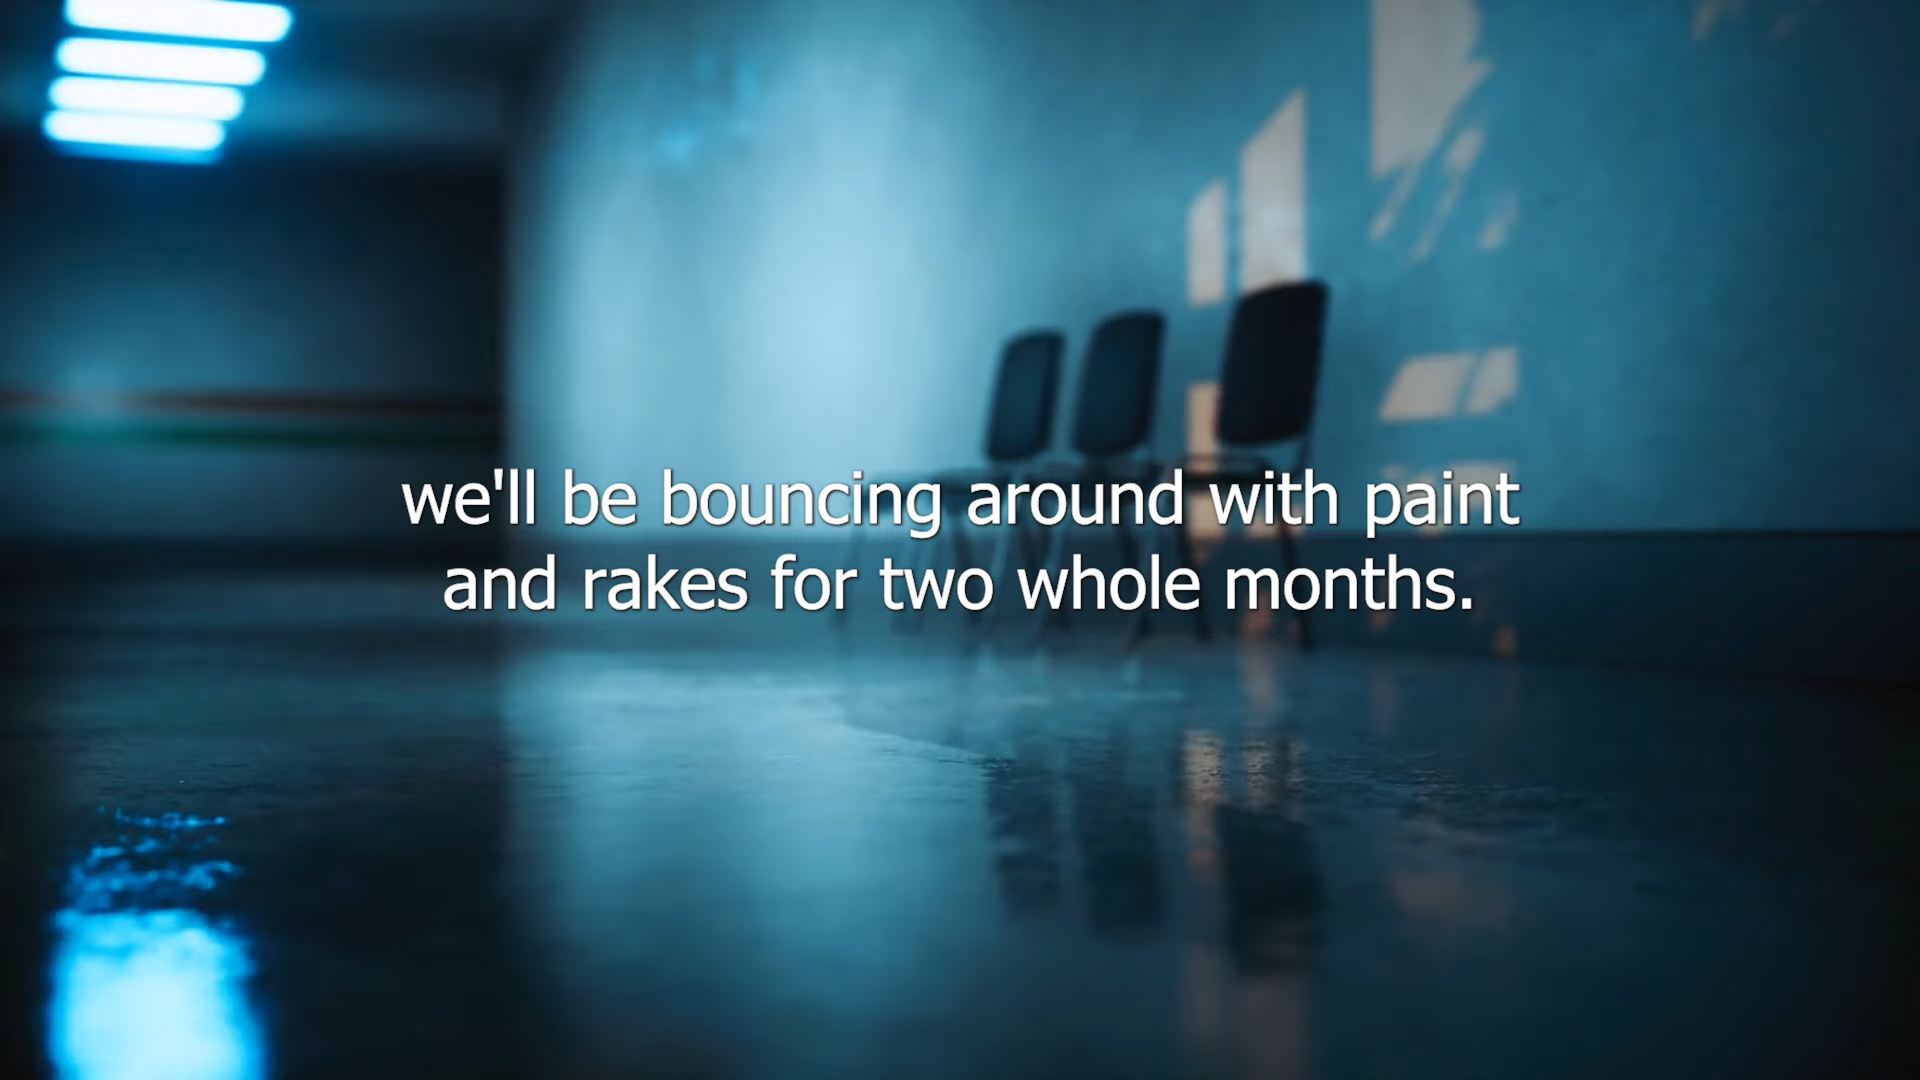 we'll be bouncing around with paint
and rakes for two whole months.